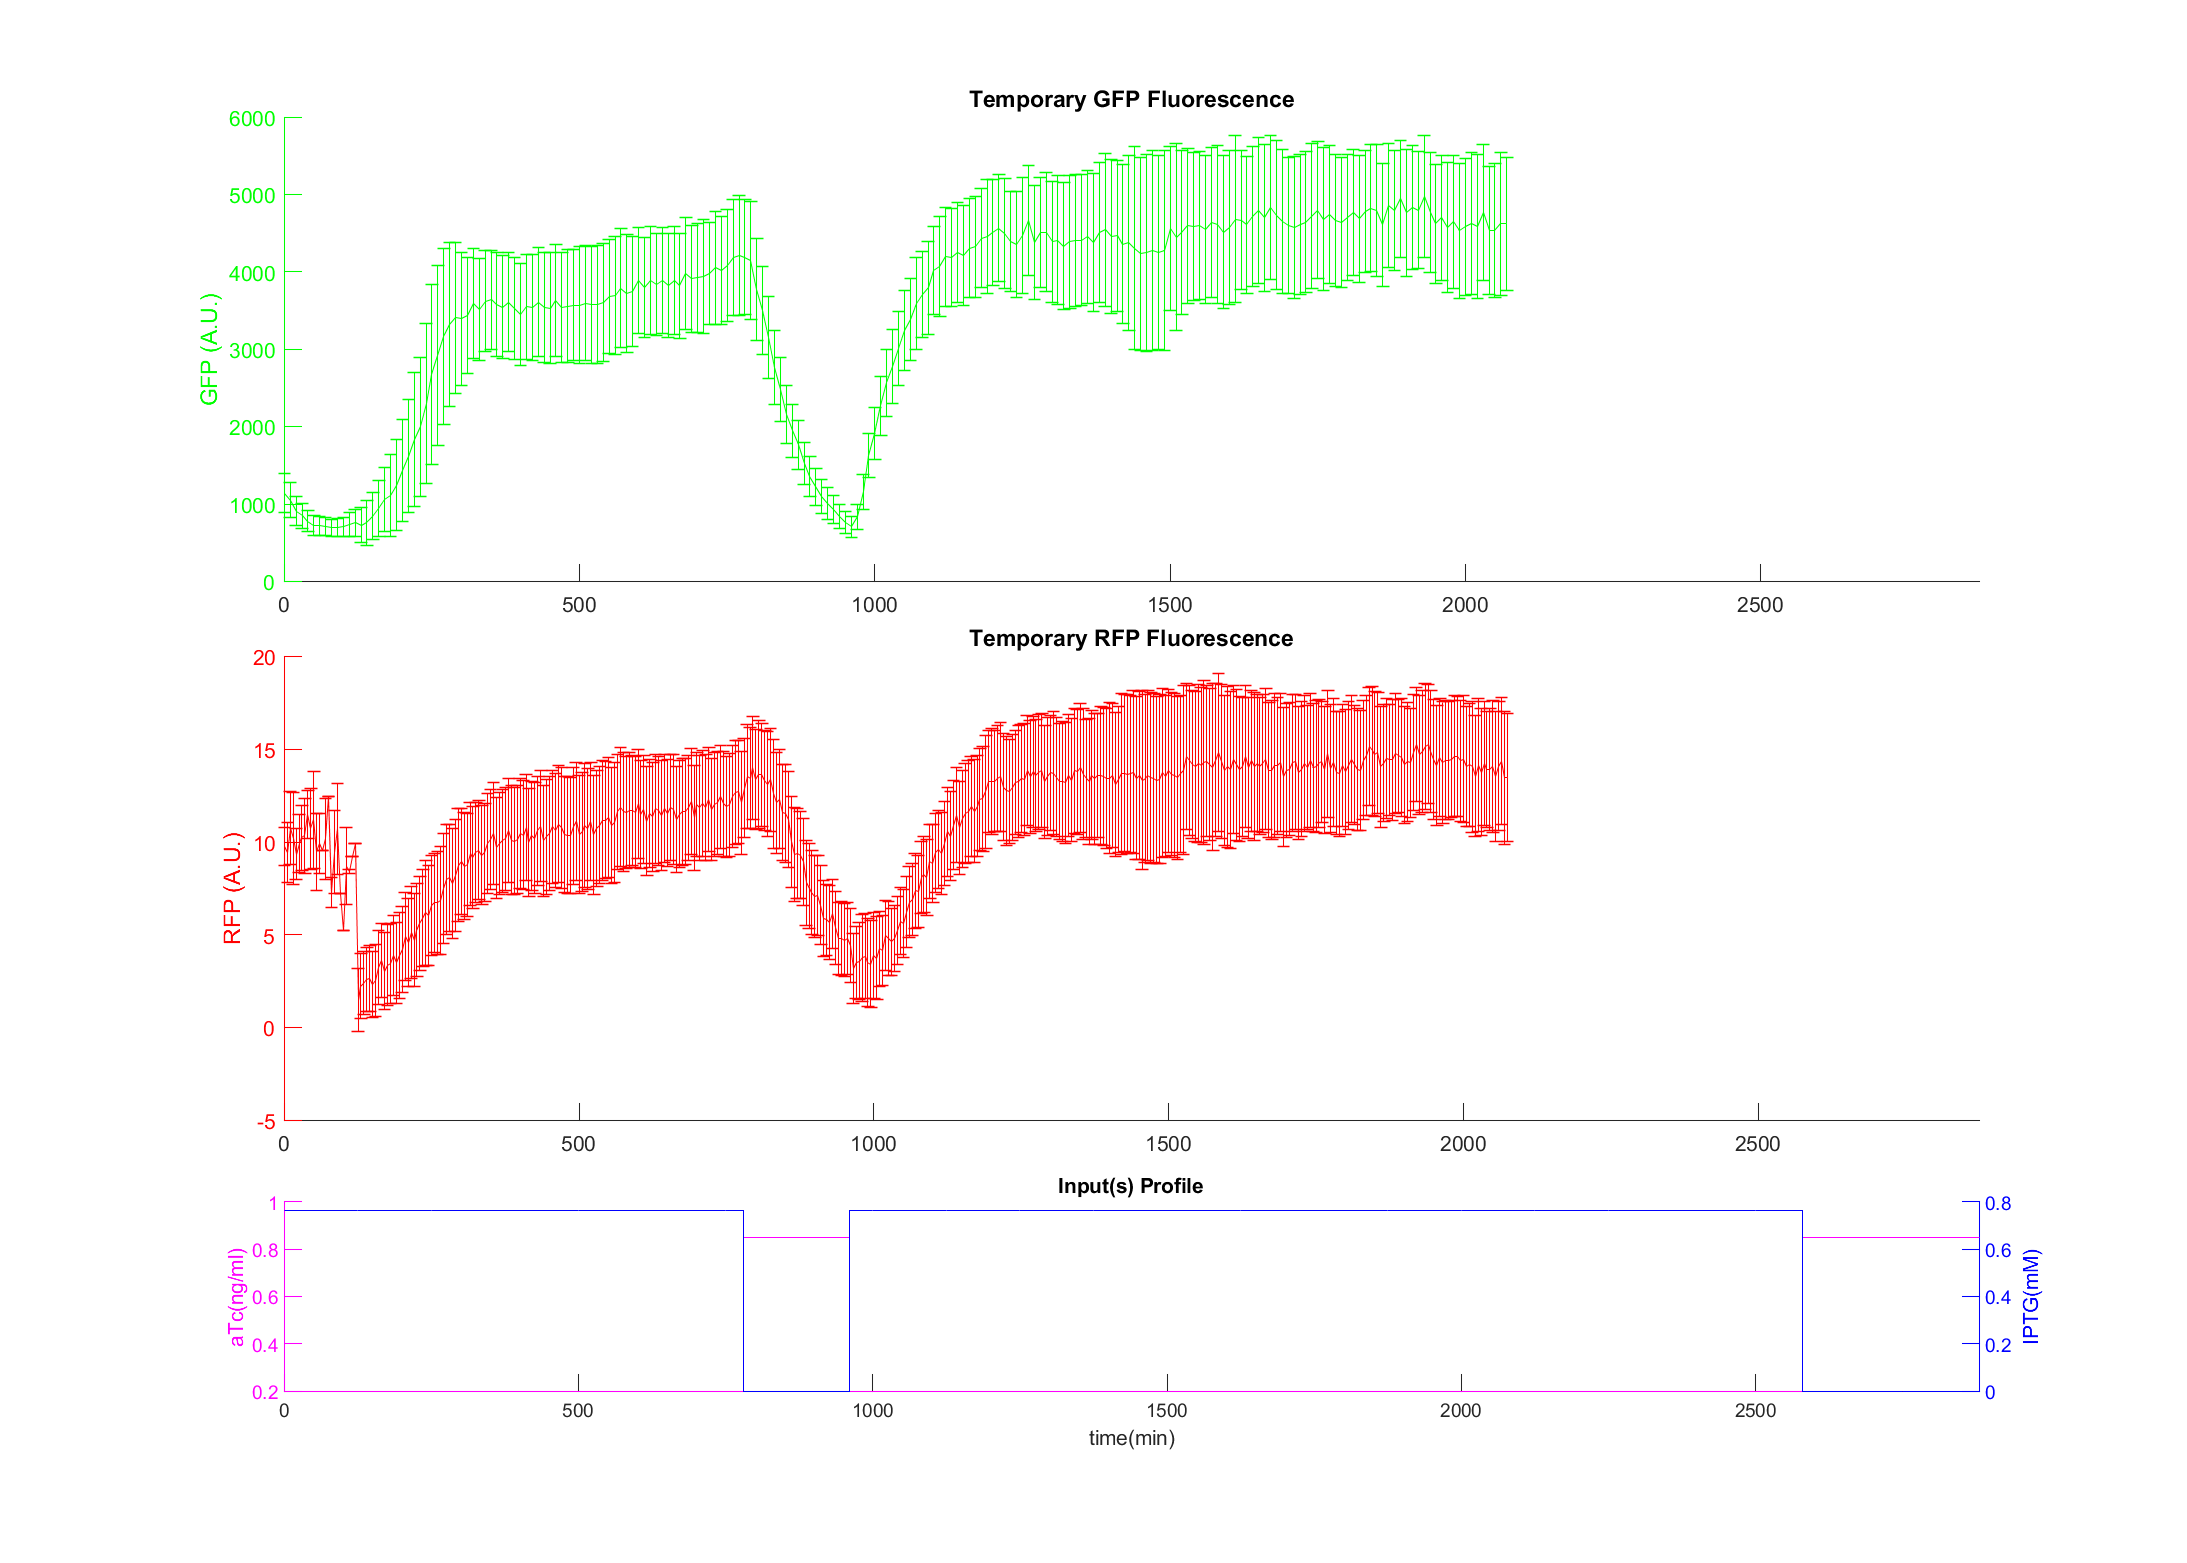 Temporary GFP Fluorescence
6000
5000
4000
3000
2000
1000
0
GFP (A.U.)
0 500 1000 1500 2000 2500
Temporary RFP Fluorescence
20
15
10
5
0
-5
RFP (A.U.)
0 500 1000 1500 2000 2500
Input(s) Profile
1
0.8
0.6
0.4
0.2
aTc(ng/ml)
0.8
0.6
0.4
0.2
0
IPTG(mM)
0 500 1000 1500 2000 2500
time(min)